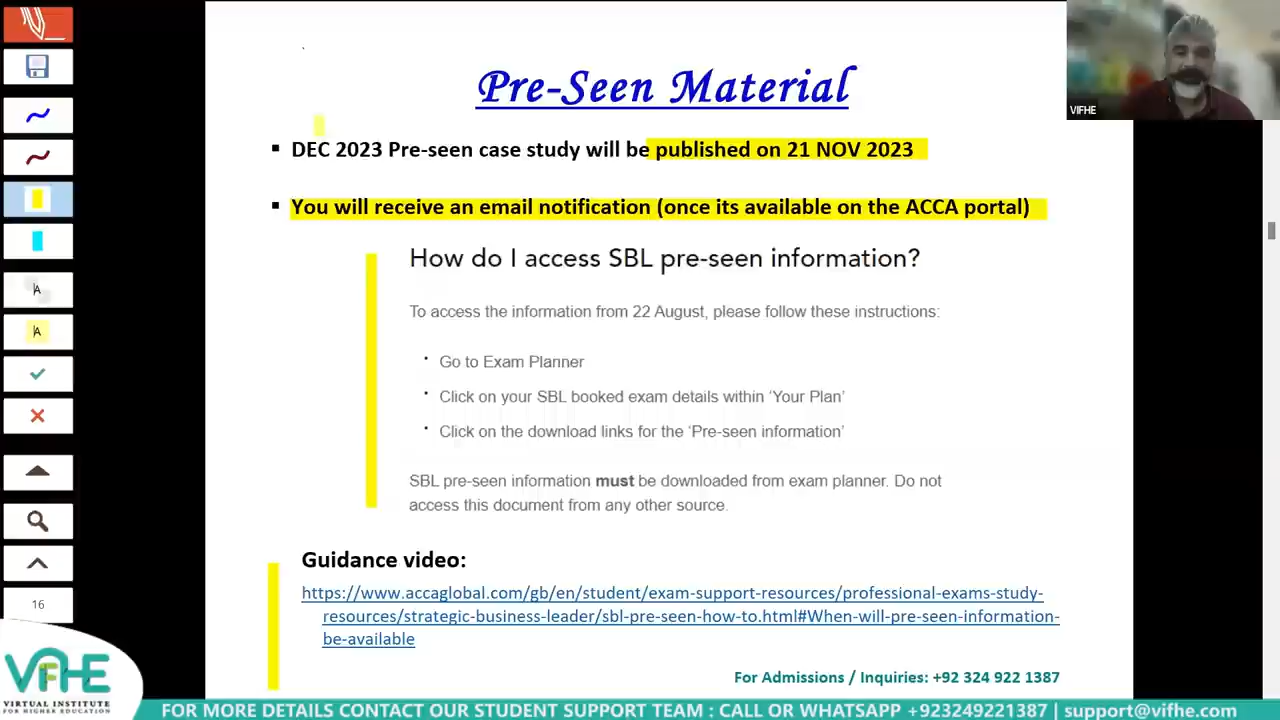 Pre-Seen Material
VIFHE
▪ DEC 2023 Pre-seen case study will be published on 21 NOV 2023
▪ You will receive an email notification (once its available on the ACCA portal)
How do I access SBL pre-seen information?
To access the information from 22 August, please follow these instructions:
• Go to Exam Planner
• Click on your SBL booked exam details within ‘Your Plan’
• Click on the download links for the ‘Pre-seen information’
SBL pre-seen information must be downloaded from exam planner. Do not
access this document from any other source.
Guidance video:
https://www.accaglobal.com/gb/en/student/exam-support-resources/professional-exams-study-
resources/strategic-business-leader/sbl-pre-seen-how-to.html#When-will-pre-seen-information-
be-available
A
A
16
For Admissions / Inquiries: +92 324 922 1387
VIFHE
VIRTUAL INSTITUTE
FOR HIGHER EDUCATION
FOR MORE DETAILS CONTACT OUR STUDENT SUPPORT TEAM : CALL OR WHATSAPP +923249221387 | support@vifhe.com